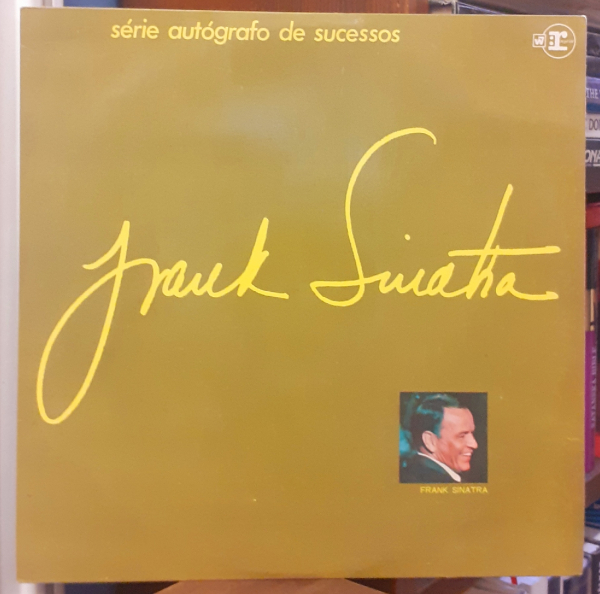 série autógrafo de sucessos
Frank Sinatra
FRANK SINATRA